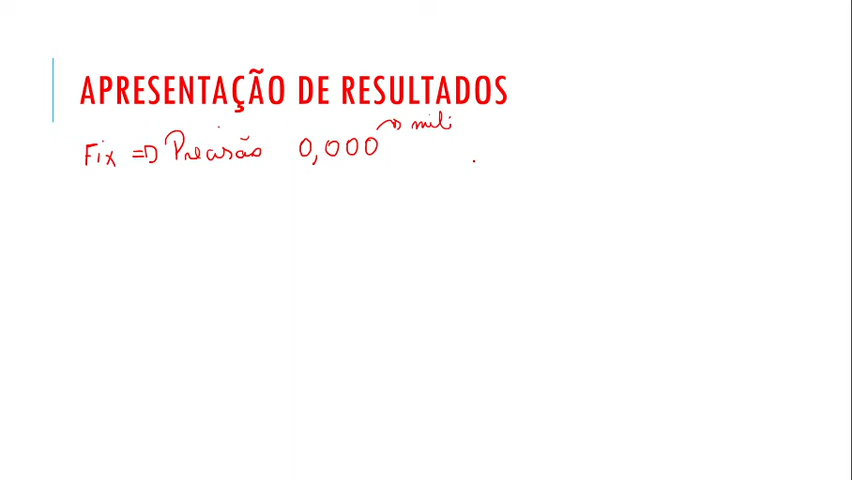 APRESENTAÇÃO DE RESULTADOS
mili
Fix => Precisão 0,000